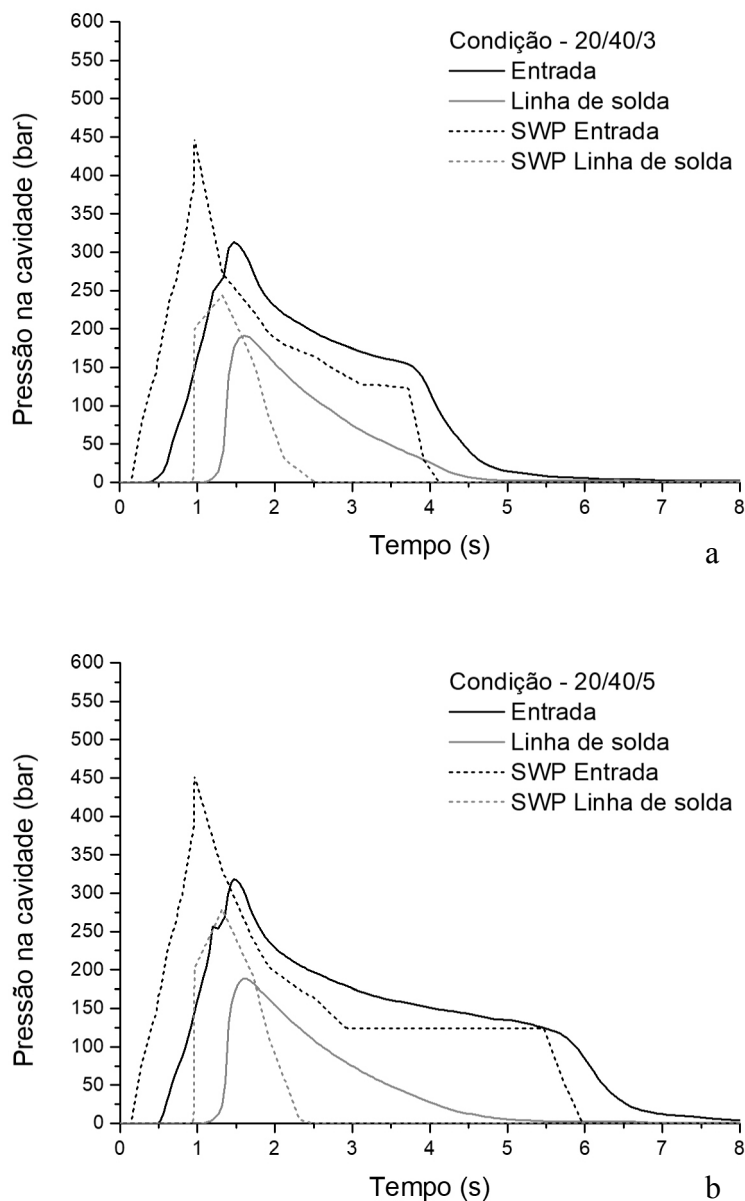 600
550
500
450
400
350
300
250
200
150
100
50
0
Pressão na cavidade (bar)
Condição - 20/40/3
Entrada
Linha de solda
SWP Entrada
SWP Linha de solda
0 1 2 3 4 5 6 7 8
Tempo (s)
a
600
550
500
450
400
350
300
250
200
150
100
50
0
Pressão na cavidade (bar)
Condição - 20/40/5
Entrada
Linha de solda
SWP Entrada
SWP Linha de solda
0 1 2 3 4 5 6 7 8
Tempo (s)
b